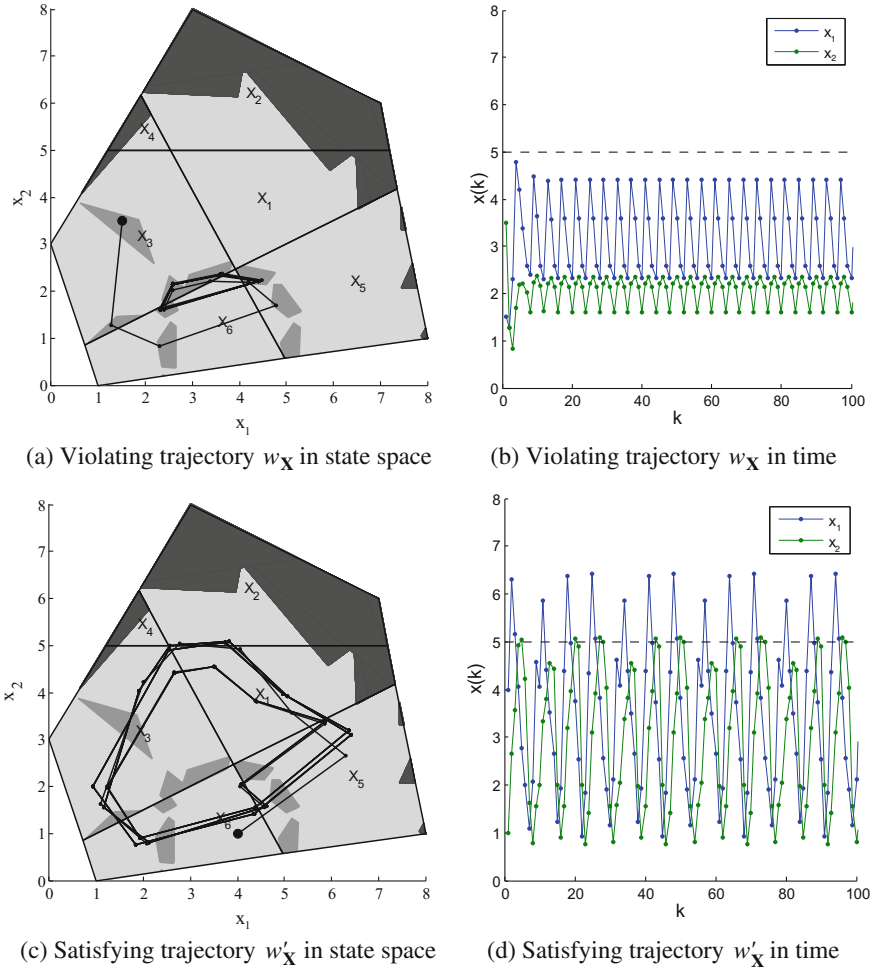 8
7
6
5
4
3
2
1
0
x₂
X₂
X₄
X₁
X₃
X₅
X₆
0 1 2 3 4 5 6 7 8
x₁
(a) Violating trajectory w_X in state space
8
7
6
5
4
3
2
1
0
x(k)
x₁
x₂
0 20 40 60 80 100
k
(b) Violating trajectory w_X in time
8
7
6
5
4
3
2
1
0
x₂
X₂
X₄
X₁
X₃
X₅
X₆
0 1 2 3 4 5 6 7 8
x₁
(c) Satisfying trajectory w'_X in state space
8
7
6
5
4
3
2
1
0
x(k)
x₁
x₂
0 20 40 60 80 100
k
(d) Satisfying trajectory w'_X in time